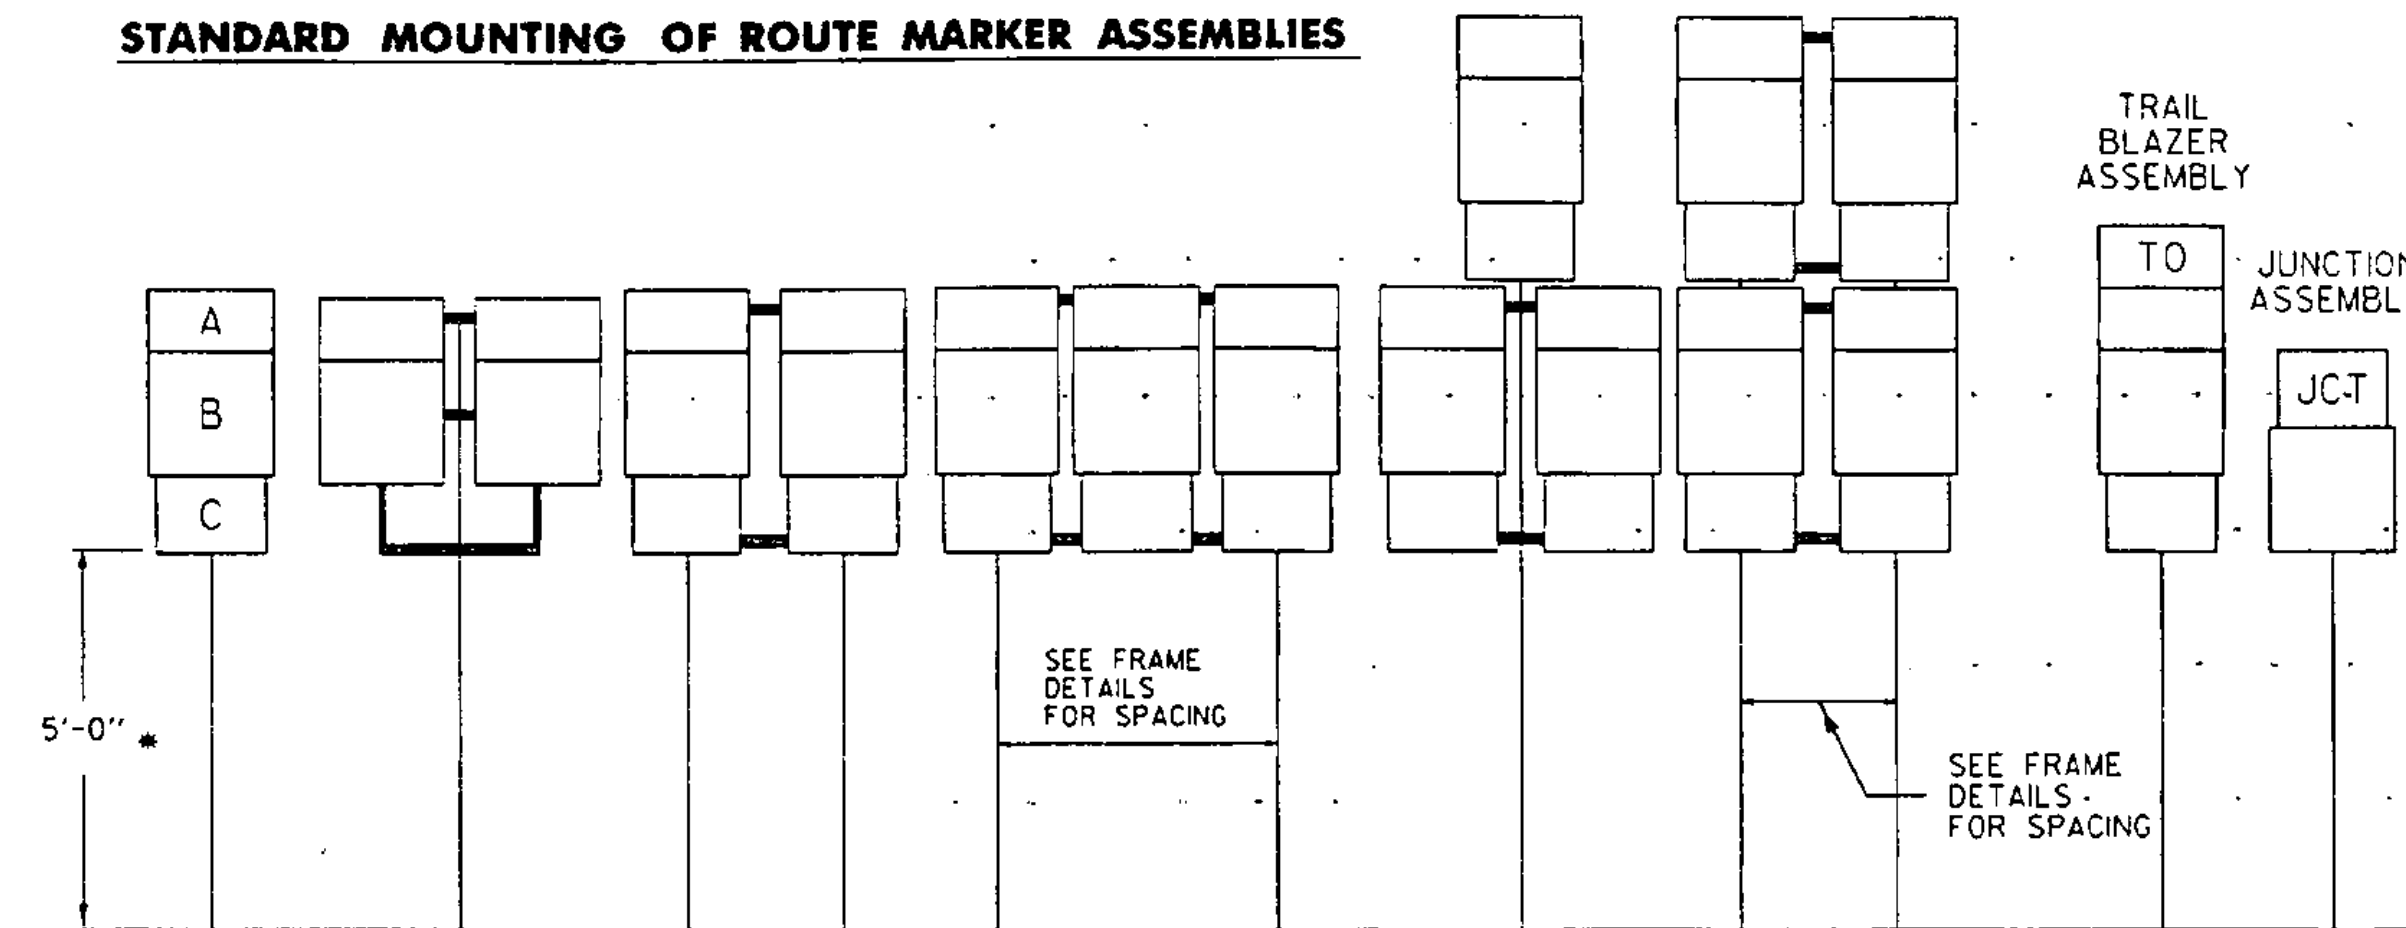 STANDARD MOUNTING OF ROUTE MARKER ASSEMBLIES
TRAIL
BLAZER
ASSEMBLY
TO
JUNCTION
ASSEMBL
JCT
A
B
C
5'-0" *
SEE FRAME
DETAILS
FOR SPACING
SEE FRAME
DETAILS
FOR SPACING